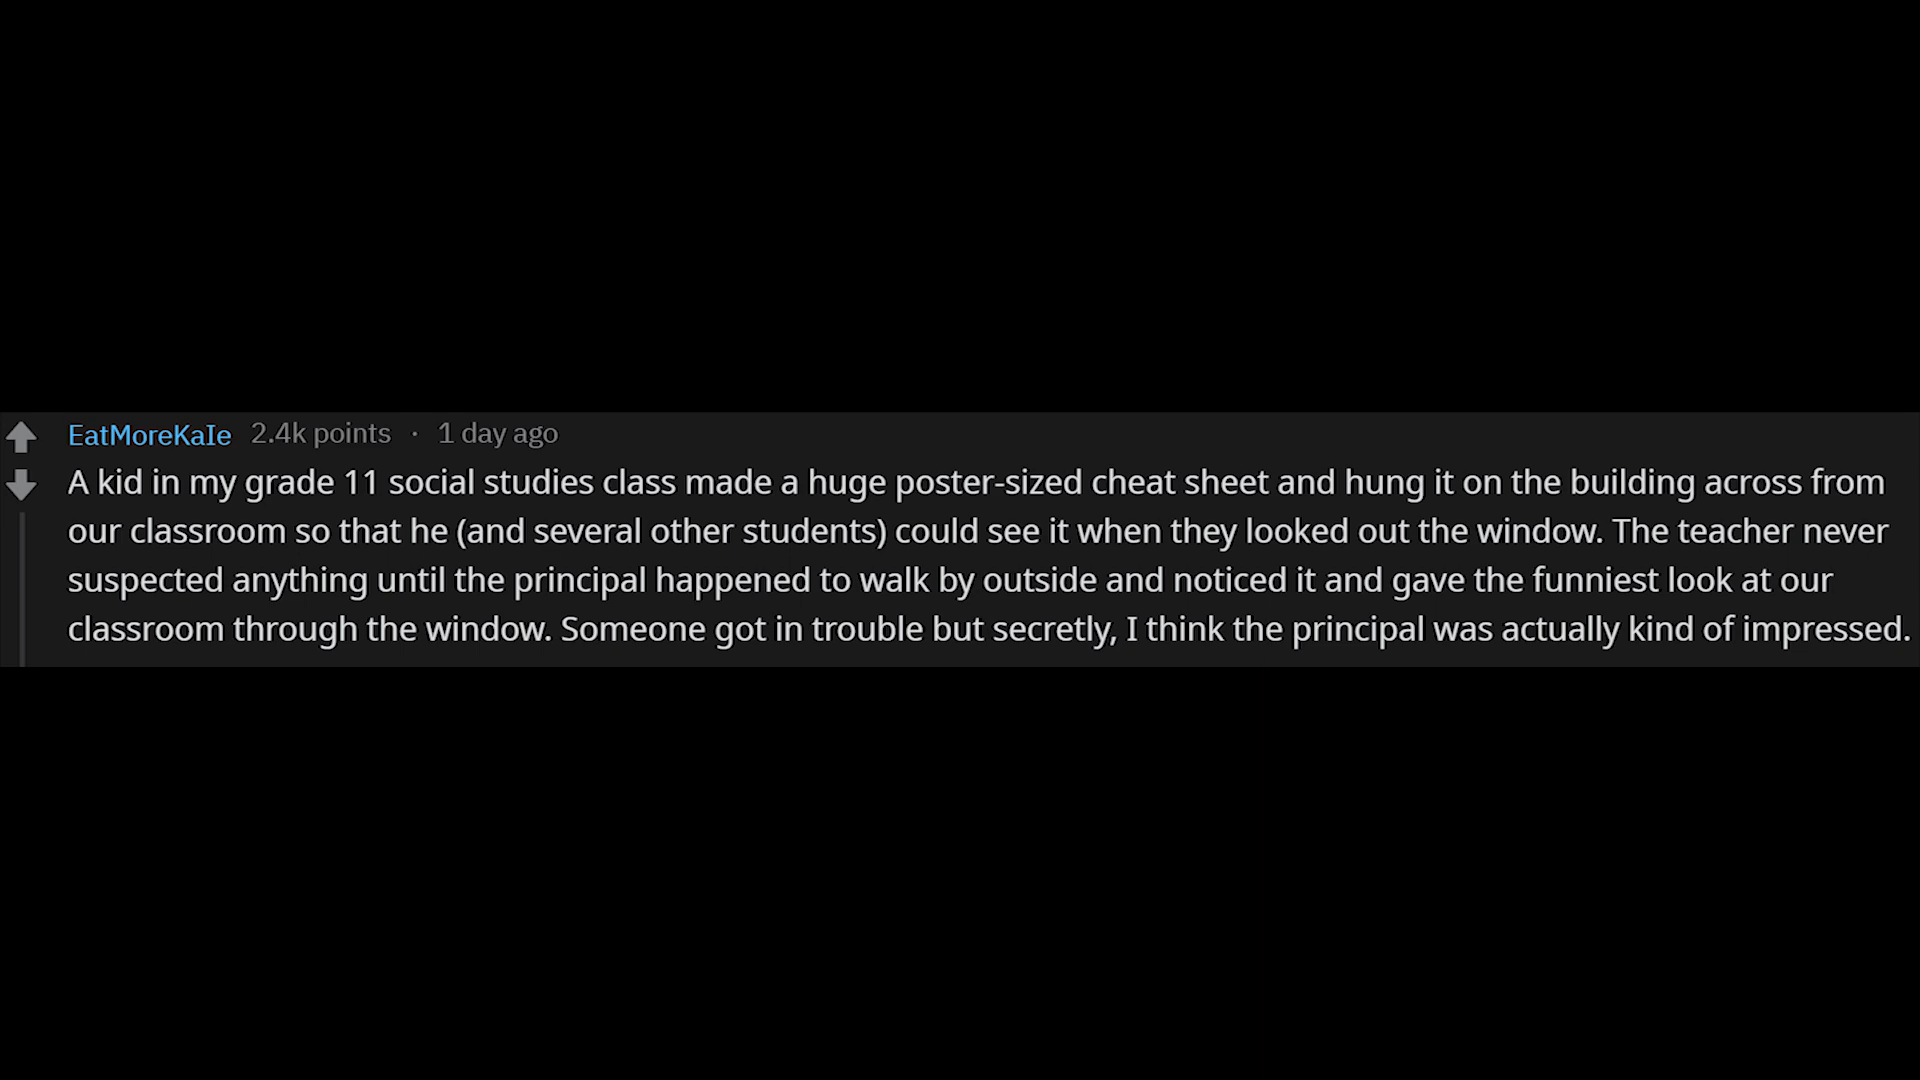 EatMoreKaIe 2.4k points · 1 day ago
A kid in my grade 11 social studies class made a huge poster-sized cheat sheet and hung it on the building across from
our classroom so that he (and several other students) could see it when they looked out the window. The teacher never
suspected anything until the principal happened to walk by outside and noticed it and gave the funniest look at our
classroom through the window. Someone got in trouble but secretly, I think the principal was actually kind of impressed.